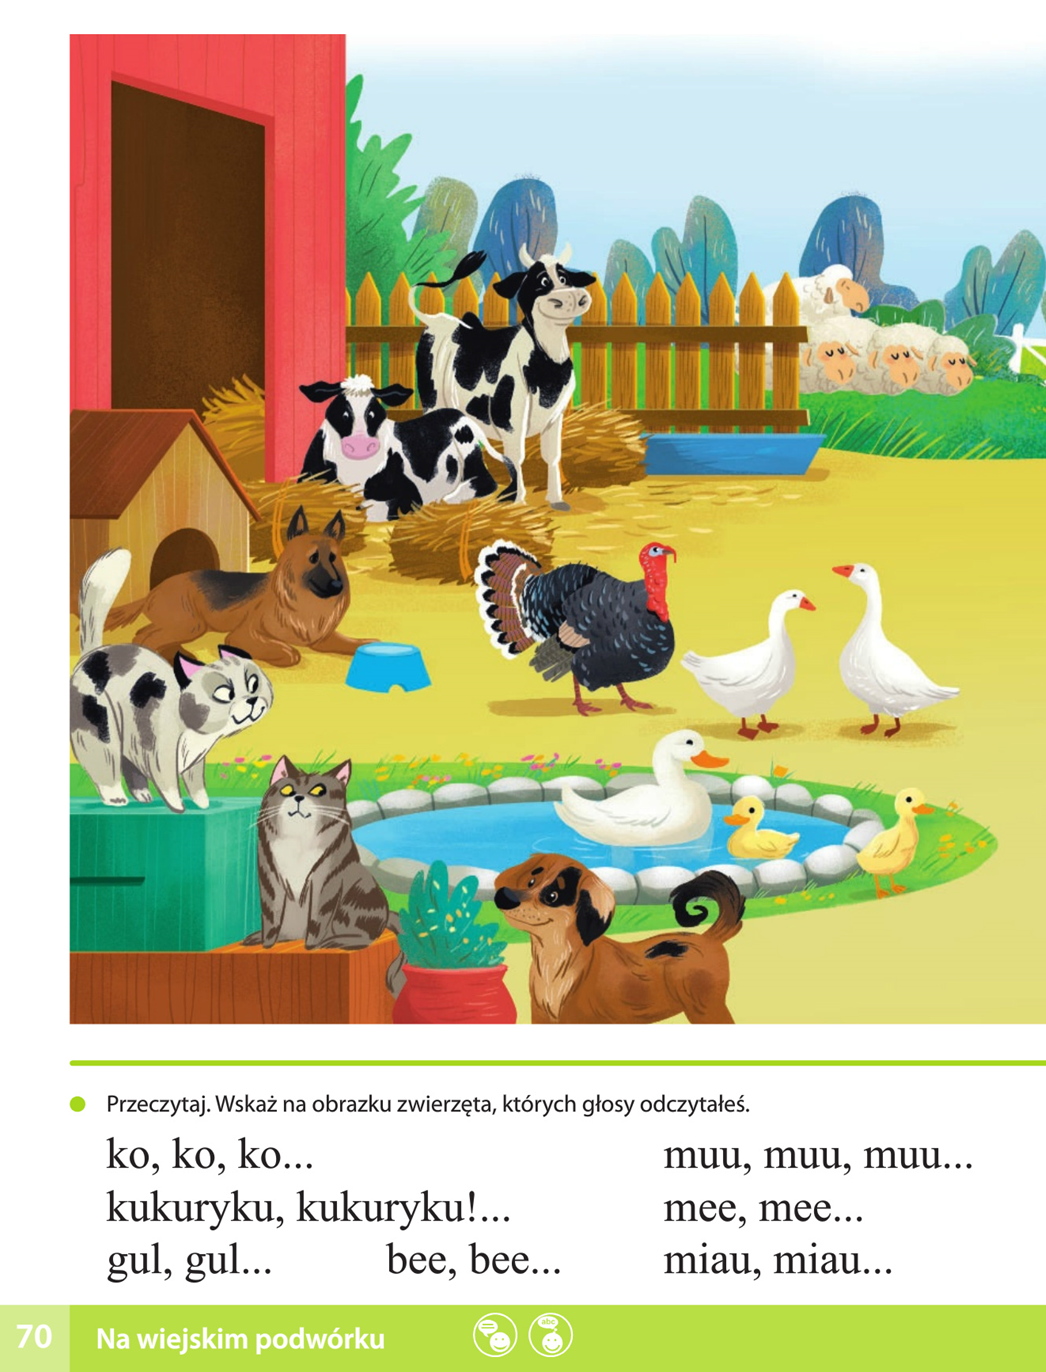 Przeczytaj. Wskaż na obrazku zwierzęta, których głosy odczytałeś.
ko, ko, ko...
kukuryku, kukuryku!...
gul, gul...
bee, bee...
muu, muu, muu...
mee, mee...
miau, miau...
70 Na wiejskim podwórku
abc